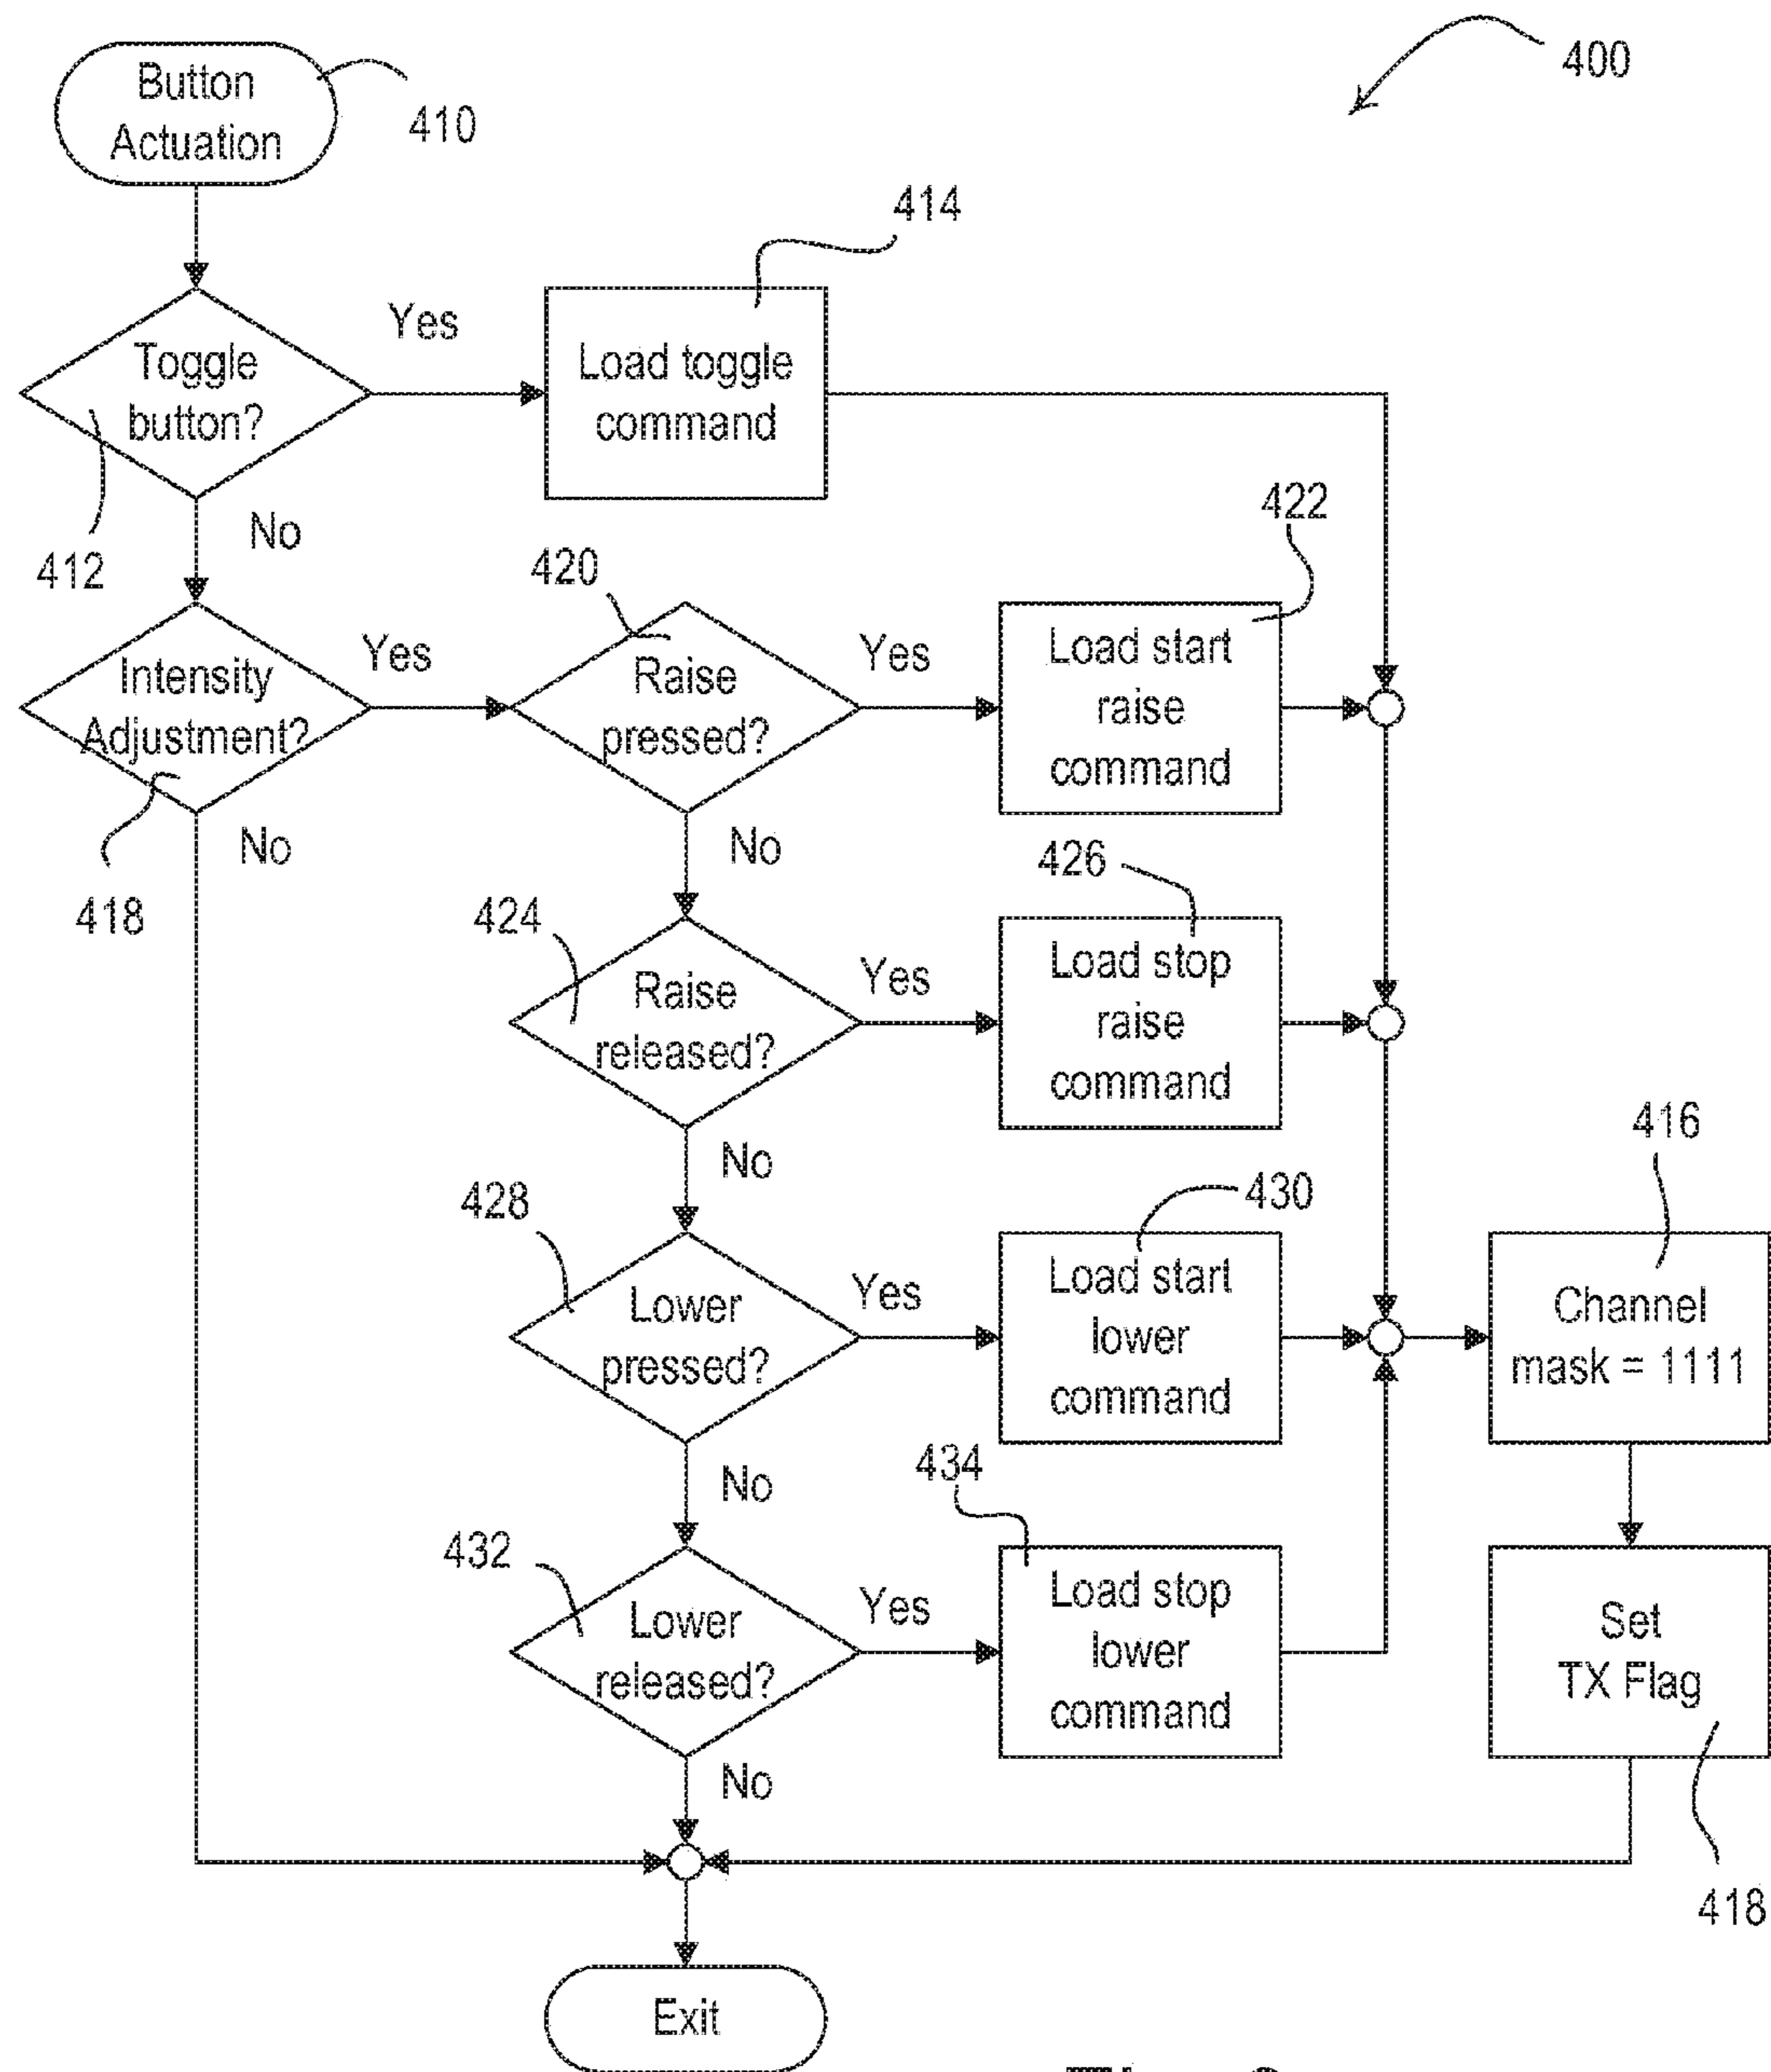 400
Button
Actuation
410
414
Toggle
button?
Yes
Load toggle
command
412
No
422
420
Intensity
Adjustment?
Yes
Raise
pressed?
Yes
Load start
raise
command
418
No
No
426
424
Raise
released?
Yes
Load stop
raise
command
416
No
430
428
Lower
pressed?
Yes
Load start
lower
command
Channel
mask = 1111
No
434
432
Lower
released?
Yes
Load stop
lower
command
Set
TX Flag
No
418
Exit